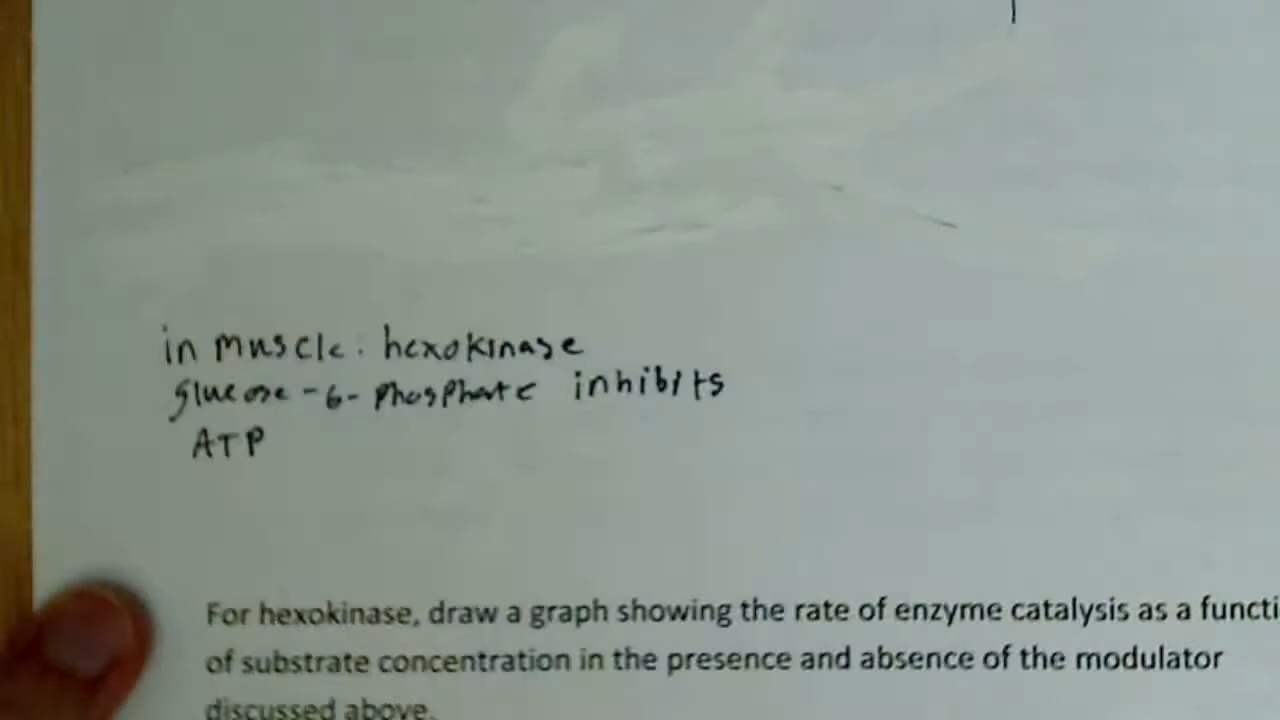 in muscle: hexokinase
glucose-6-phosphate inhibits
ATP
For hexokinase, draw a graph showing the rate of enzyme catalysis as a functi
of substrate concentration in the presence and absence of the modulator
discussed above.